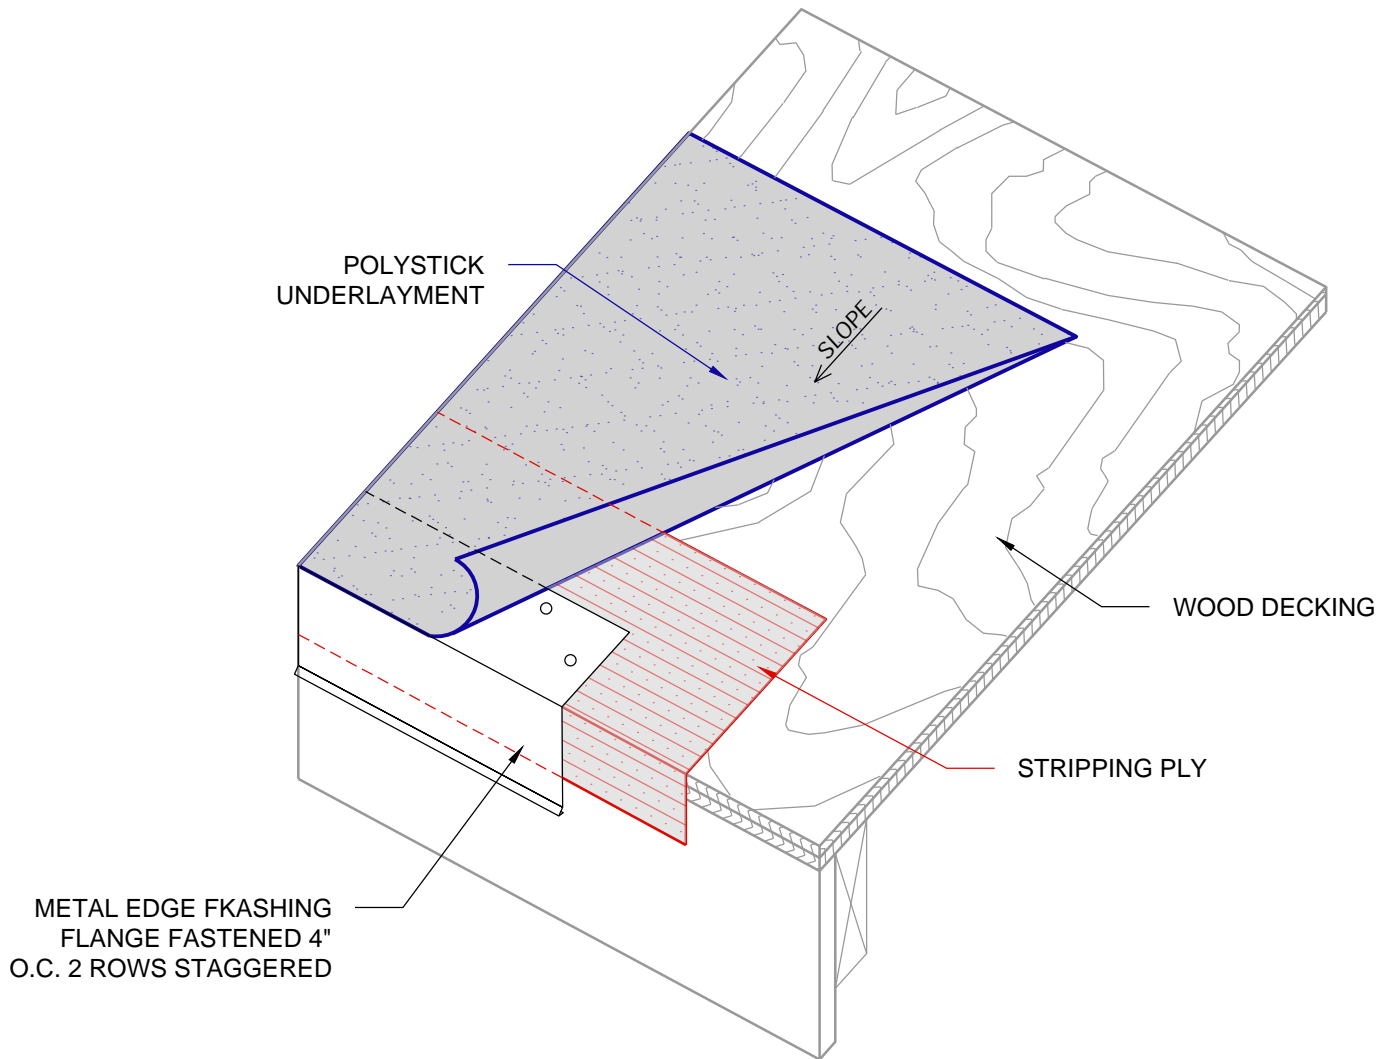 POLYSTICK
UNDERLAYMENT
SLOPE
WOOD DECKING
STRIPPING PLY
METAL EDGE FKASHING
FLANGE FASTENED 4"
O.C. 2 ROWS STAGGERED